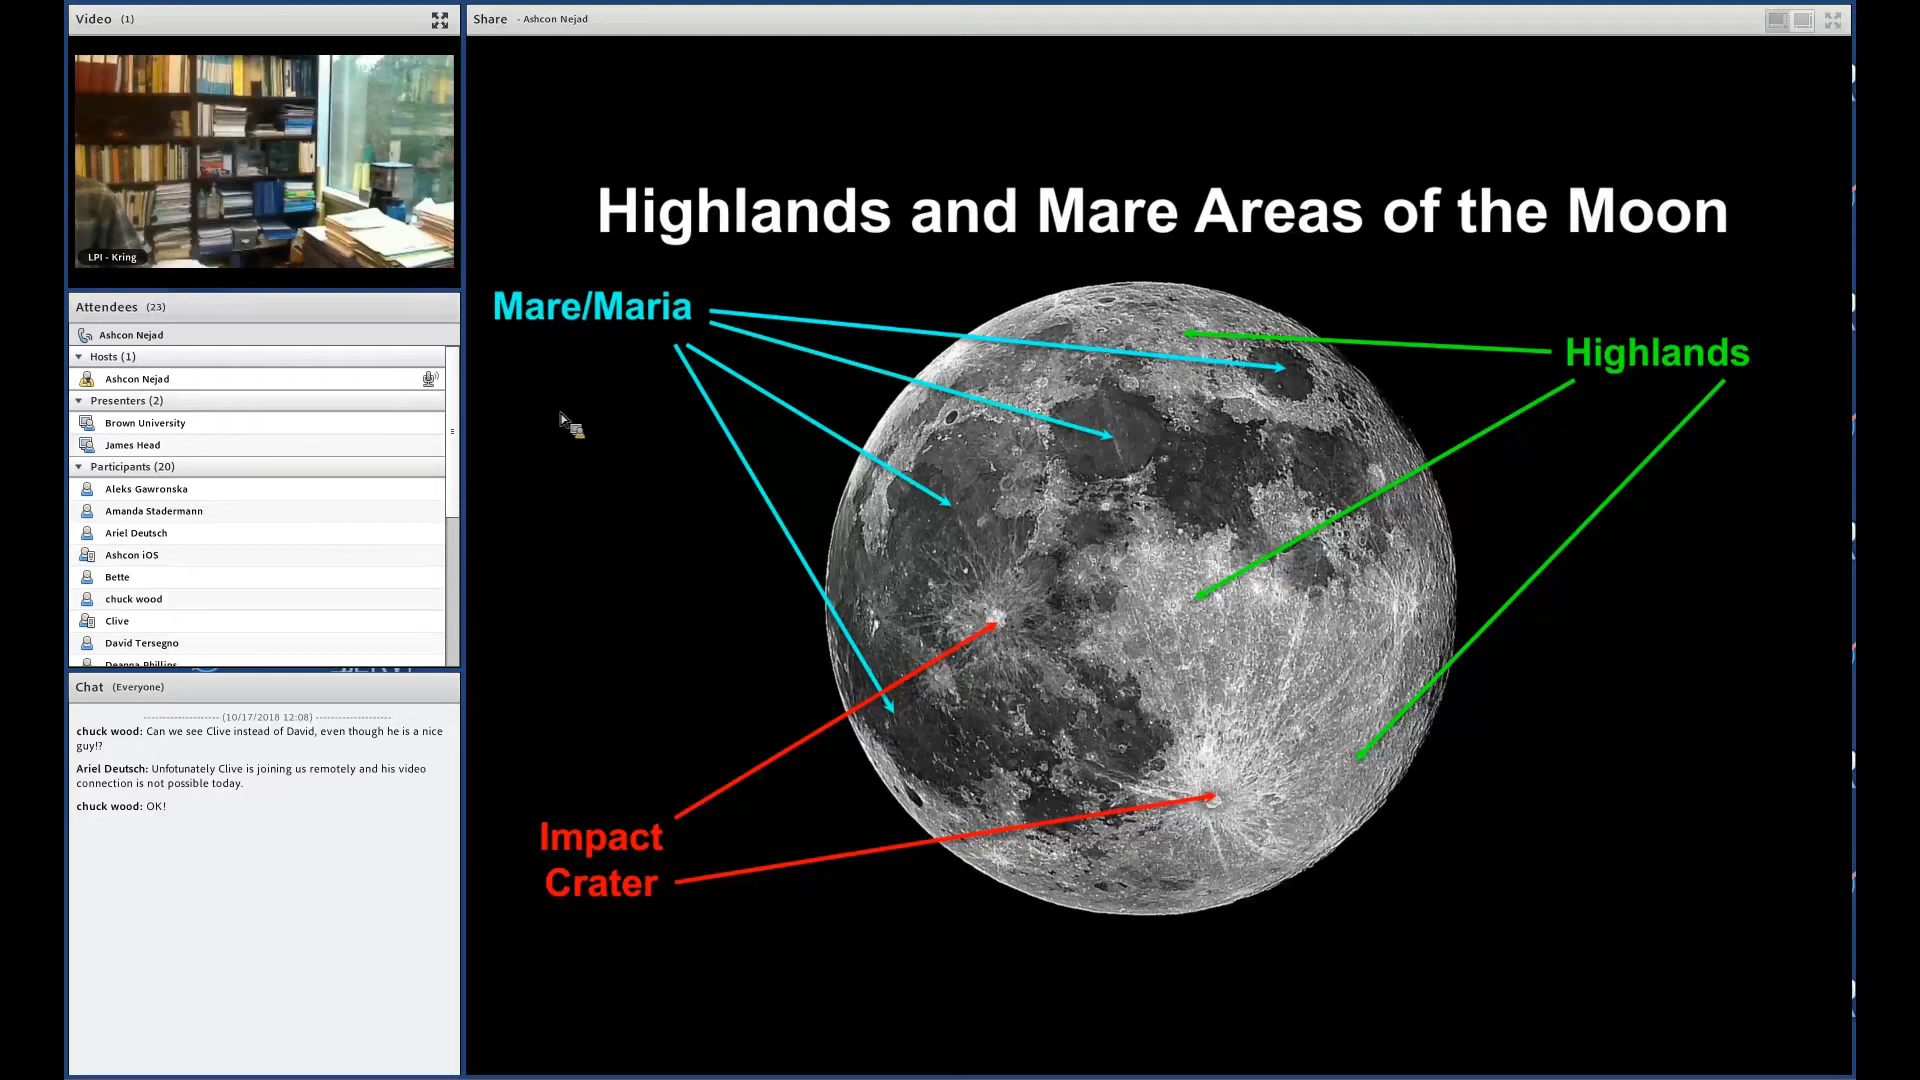 Video (1)
LPI - Kring
Attendees (23)
Ashcon Nejad
Hosts (1)
Ashcon Nejad
Presenters (2)
Brown University
James Head
Participants (20)
Aleks Gawronska
Amanda Stadermann
Ariel Deutsch
Ashcon iOS
Bette
chuck wood
Clive
David Tersegno
Deanna Phillips
Chat (Everyone)
-------------------- (10/17/2018 12:08) --------------------
chuck wood: Can we see Clive instead of David, even though he is a nice
guy!?
Ariel Deutsch: Unfotunately Clive is joining us remotely and his video
connection is not possible today.
chuck wood: OK!
Share - Ashcon Nejad
Highlands and Mare Areas of the Moon
Mare/Maria
Highlands
Impact
Crater